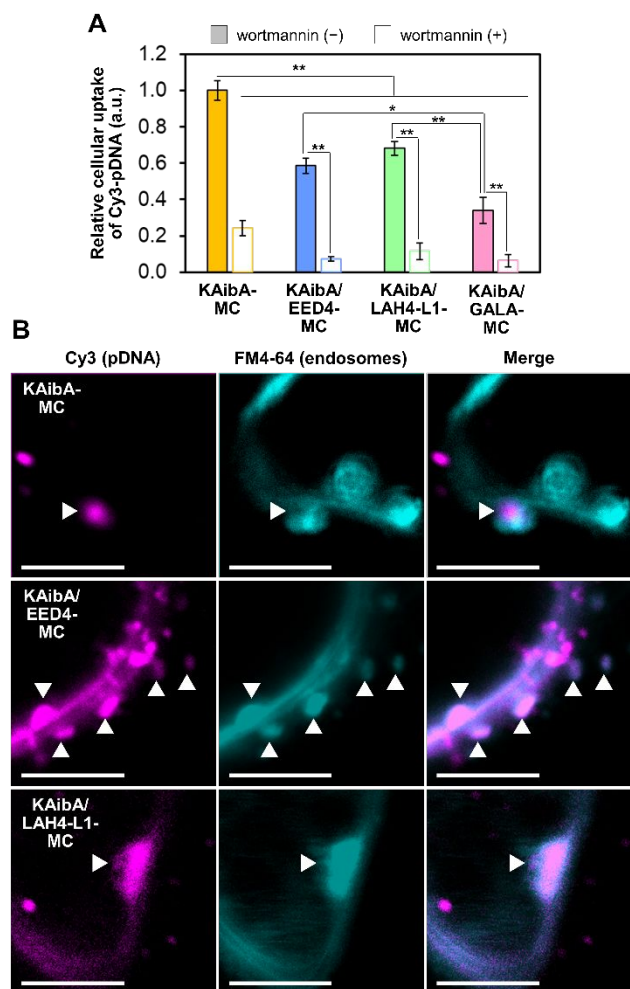 A
wortmannin (−) wortmannin (+)
Relative cellular uptake
of Cy3-pDNA (a.u.)
1.2
1.0
0.8
0.6
0.4
0.2
0.0
**
*
**
**
**
**
KAibA-
MC
KAibA/
EED4-
MC
KAibA/
LAH4-L1-
MC
KAibA/
GALA-
MC
B
Cy3 (pDNA) FM4-64 (endosomes) Merge
KAibA-
MC
KAibA/
EED4-
MC
KAibA/
LAH4-L1-
MC